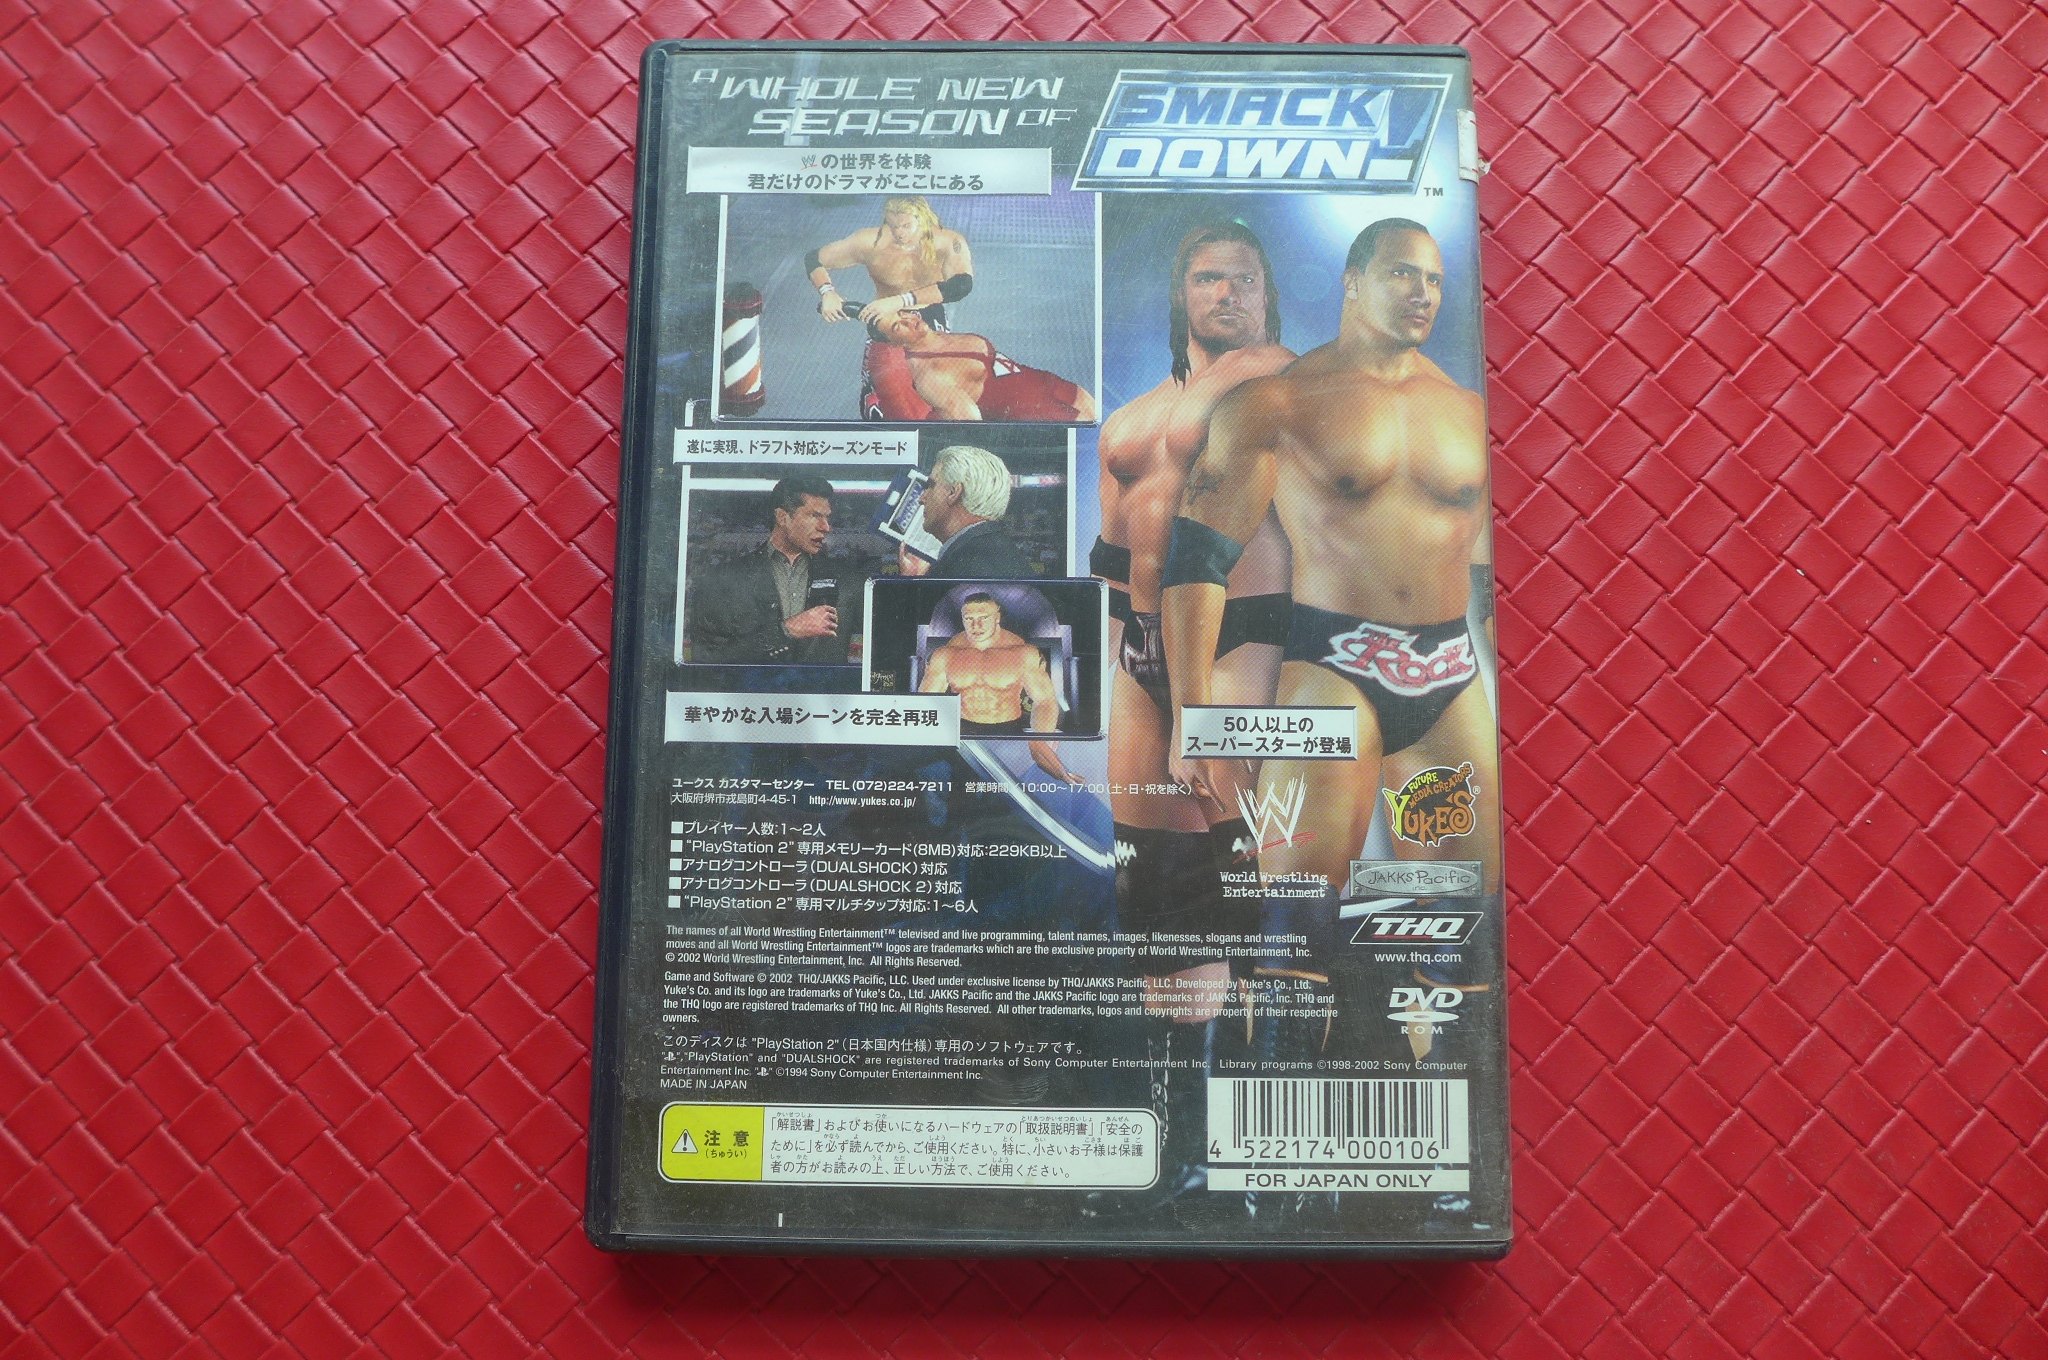 A WHOLE NEW
SEASON OF
SMACK
DOWN!™
Wの世界を体験
君だけのドラマがここにある
遂に実現、ドラフト対応シーズンモード
華やかな入場シーンを完全再現
THE ROCK
50人以上の
スーパースターが登場
ユークス カスタマーセンター TEL(072)224-7211 営業時間/10:00〜17:00(土・日・祝を除く)
大阪府堺市戎島町4-45-1 http://www.yukes.co.jp/
■プレイヤー人数:1〜2人
■"PlayStation 2"専用メモリーカード(8MB)対応:229KB以上
■アナログコントローラ(DUALSHOCK)対応
■アナログコントローラ(DUALSHOCK 2)対応
■"PlayStation 2"専用マルチタップ対応:1〜6人
W
World Wrestling
Entertainment™
FUTURE
MEDIA CREATORS
YUKE'S®
JAKKS Pacific
inc.
THQ®
www.thq.com
The names of all World Wrestling Entertainment™ televised and live programming, talent names, images, likenesses, slogans and wrestling
moves and all World Wrestling Entertainment™ logos are trademarks which are the exclusive property of World Wrestling Entertainment, Inc.
© 2002 World Wrestling Entertainment, Inc. All Rights Reserved.
Game and Software © 2002 THQ/JAKKS Pacific, LLC. Used under exclusive license by THQ/JAKKS Pacific, LLC. Developed by Yuke's Co., Ltd.
Yuke's Co. and its logo are trademarks of Yuke's Co., Ltd. JAKKS Pacific and the JAKKS Pacific logo are trademarks of JAKKS Pacific, Inc. THQ and
the THQ logo are registered trademarks of THQ Inc. All Rights Reserved. All other trademarks, logos and copyrights are property of their respective
owners.
DVD
ROM
このディスクは "PlayStation 2"(日本国内仕様)専用のソフトウェアです。
"PS","PlayStation" and "DUALSHOCK" are registered trademarks of Sony Computer Entertainment Inc. Library programs ©1998-2002 Sony Computer
Entertainment Inc. "PS" ©1994 Sony Computer Entertainment Inc.
MADE IN JAPAN
注意
(ちゅうい)
「解説書」およびお使いになるハードウェアの「取扱説明書」「安全の
ために」を必ず読んでから、ご使用ください。特に、小さいお子様は保護
者の方がお読みの上、正しい方法で、ご使用ください。
4 522174 000106
FOR JAPAN ONLY